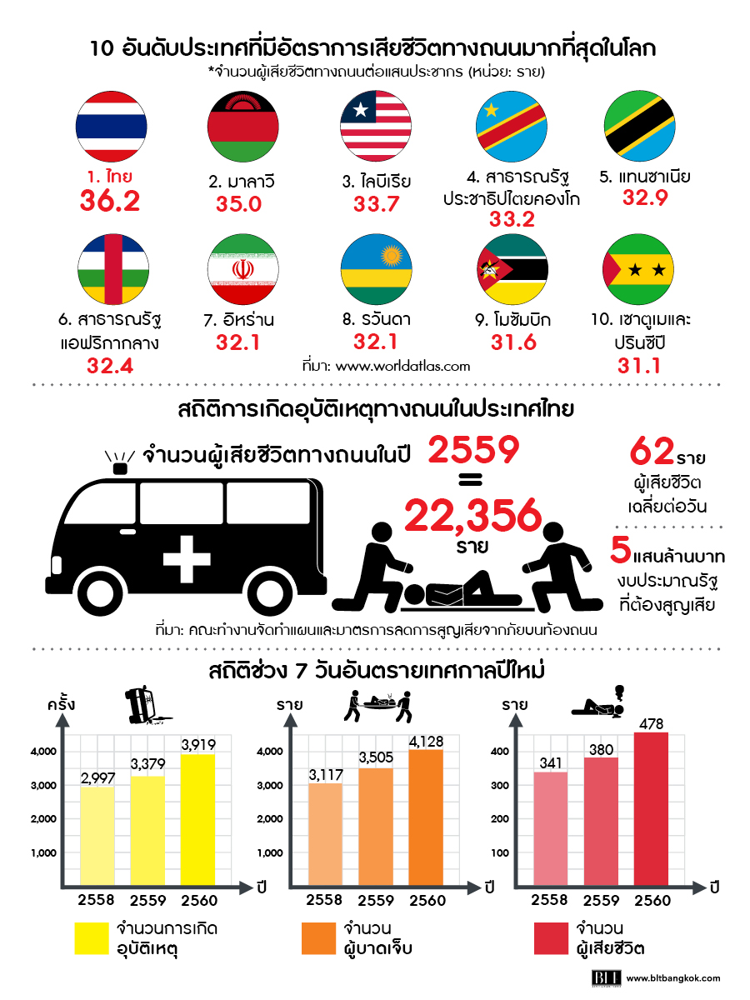 10 อันดับประเทศที่มีอัตราการเสียชีวิตทางถนนมากที่สุดในโลก
*จำนวนผู้เสียชีวิตทางถนนต่อแสนประชากร (หน่วย: ราย)
1. ไทย
36.2
2. มาลาวี
35.0
3. ไลบีเรีย
33.7
4. สาธารณรัฐ
ประชาธิปไตยคองโก
33.2
5. แทนซาเนีย
32.9
6. สาธารณรัฐ
แอฟริกากลาง
32.4
7. อิหร่าน
32.1
8. รวันดา
32.1
9. โมซัมบิก
31.6
10. เซาตูเมและ
ปรินซีปี
31.1
ที่มา: www.worldatlas.com
สถิติการเกิดอุบัติเหตุทางถนนในประเทศไทย
จำนวนผู้เสียชีวิตทางถนนในปี 2559
=
22,356
ราย
62 ราย
ผู้เสียชีวิต
เฉลี่ยต่อวัน
5 แสนล้านบาท
งบประมาณรัฐ
ที่ต้องสูญเสีย
ที่มา: คณะทำงานจัดทำแผนและมาตรการลดการสูญเสียจากภัยบนท้องถนน
สถิติช่วง 7 วันอันตรายเทศกาลปีใหม่
ครั้ง
4,000
3,000
2,000
1,000
2,997
3,379
3,919
2558 2559 2560
ปี
จำนวนการเกิด
อุบัติเหตุ
ราย
4,000
3,000
2,000
1,000
3,117
3,505
4,128
2558 2559 2560
ปี
จำนวน
ผู้บาดเจ็บ
ราย
400
300
200
100
341
380
478
2558 2559 2560
ปี
จำนวน
ผู้เสียชีวิต
BLT www.bltbangkok.com